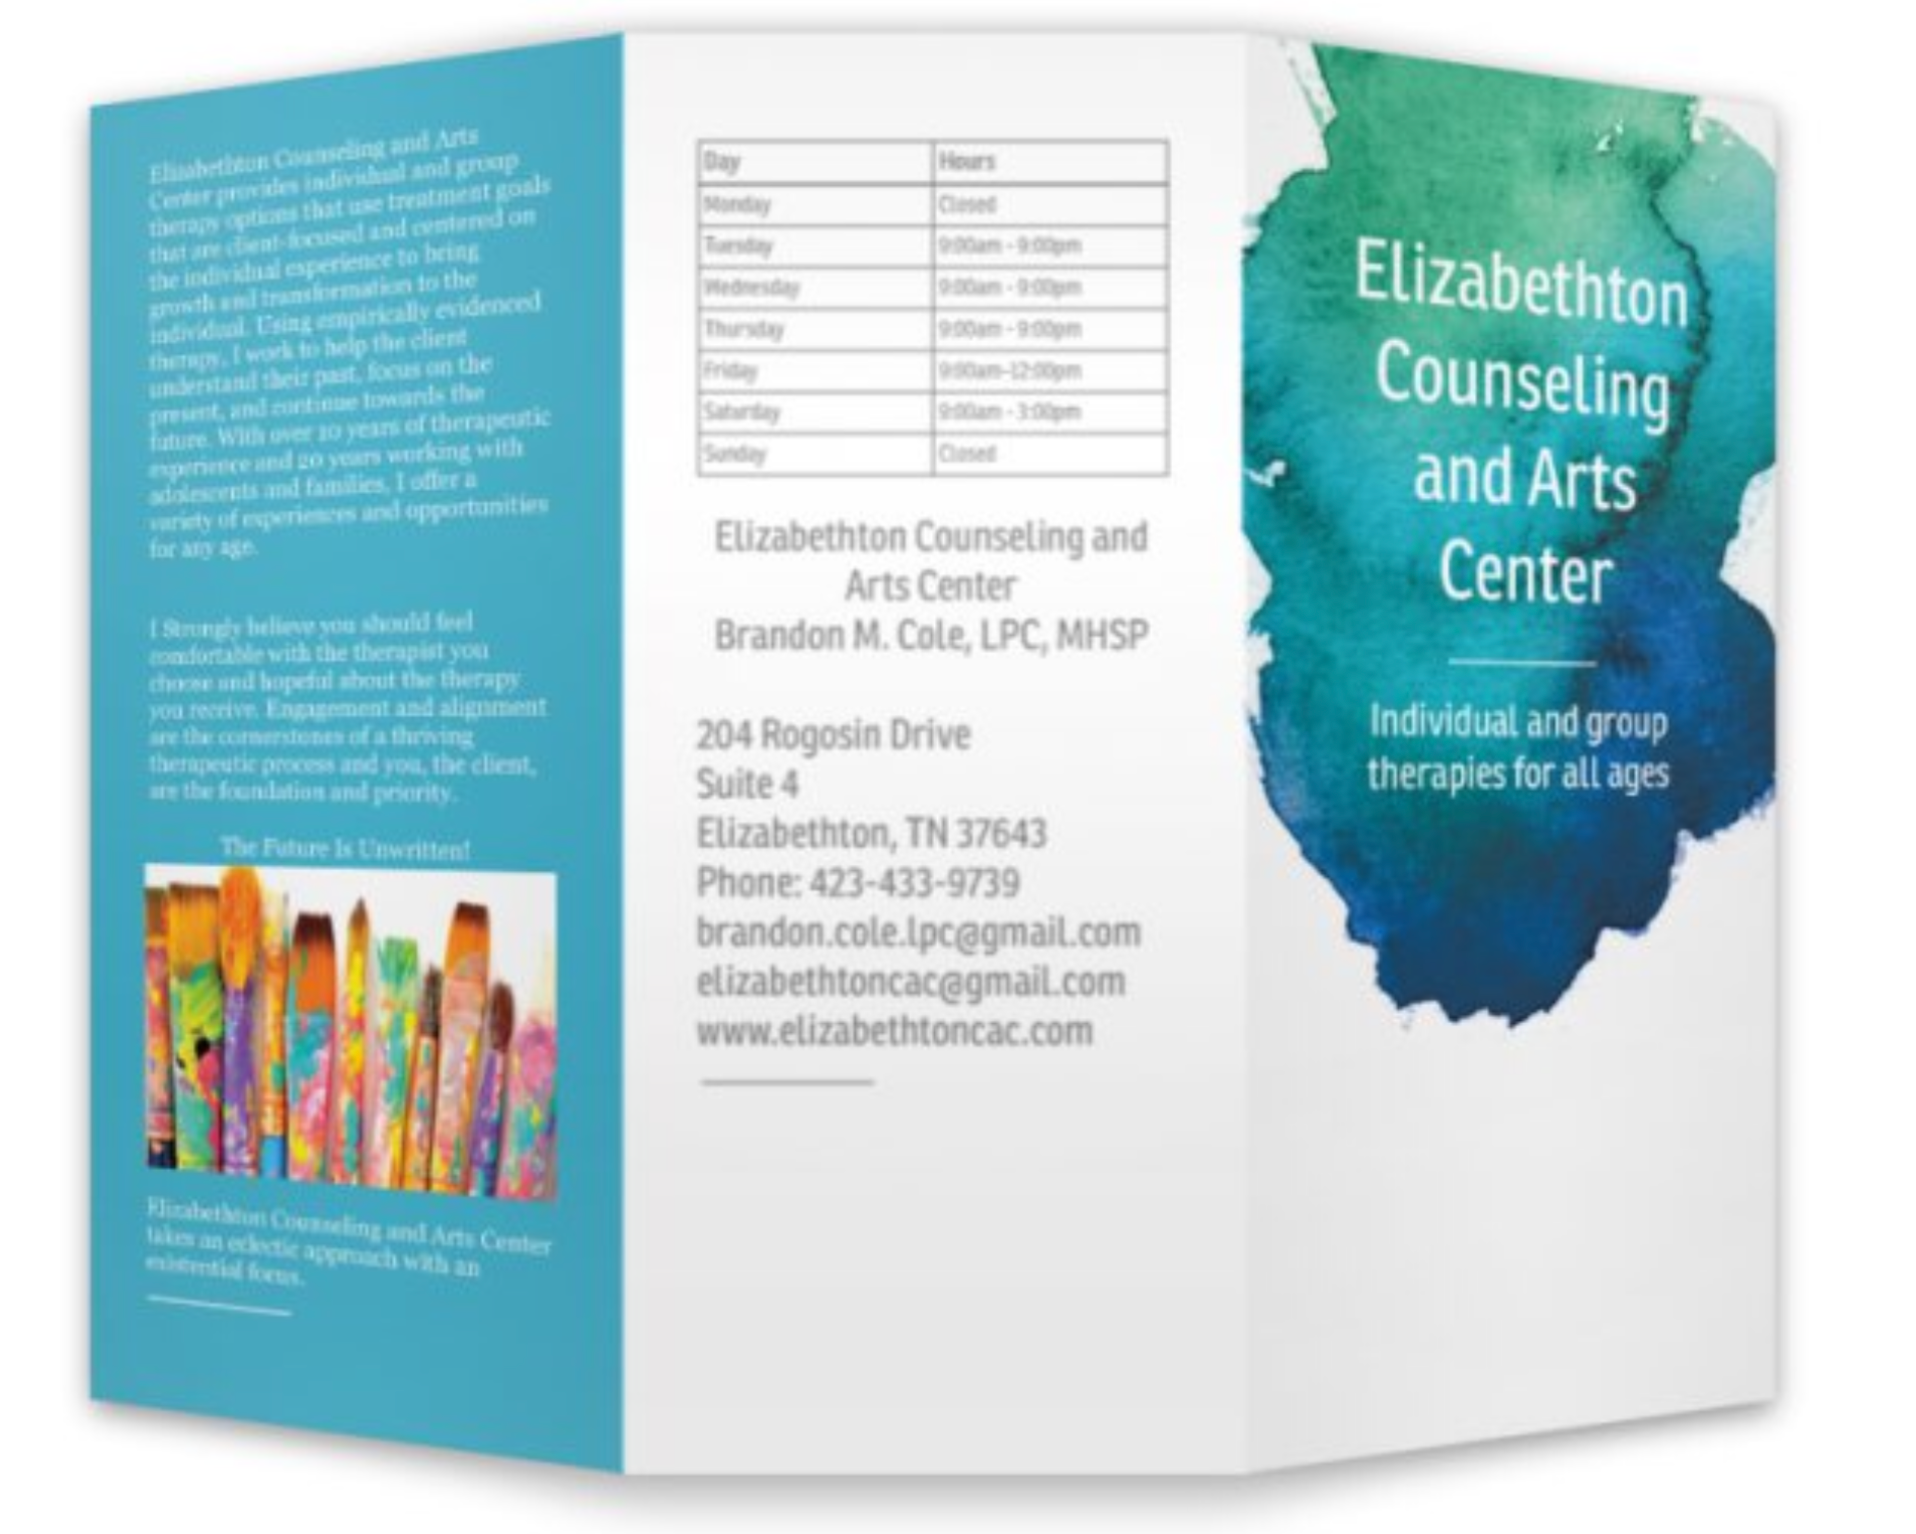 Elizabethton Counseling and Arts
Center provides individual and group
therapy options that use treatment goals
that are client-focused and centered on
the individual experience to bring
growth and transformation to the
individual. Using empirically evidenced
therapy, I work to help the client
understand their past, focus on the
present, and continue towards the
future. With over 10 years of therapeutic
experience and 20 years working with
adolescents and families, I offer a
variety of experiences and opportunities
for any age.
I Strongly believe you should feel
comfortable with the therapist you
choose and hopeful about the therapy
you receive. Engagement and alignment
are the cornerstones of a thriving
therapeutic process and you, the client,
are the foundation and priority.
The Future Is Unwritten!
Elizabethton Counseling and Arts Center
takes an eclectic approach with an
existential focus.
Day Hours
Monday Closed
Tuesday 9:00am - 9:00pm
Wednesday 9:00am - 9:00pm
Thursday 9:00am - 9:00pm
Friday 9:00am-12:00pm
Saturday 9:00am - 3:00pm
Sunday Closed
Elizabethton Counseling and
Arts Center
Brandon M. Cole, LPC, MHSP
204 Rogosin Drive
Suite 4
Elizabethton, TN 37643
Phone: 423-433-9739
brandon.cole.lpc@gmail.com
elizabethtoncac@gmail.com
www.elizabethtoncac.com
Elizabethton
Counseling
and Arts
Center
Individual and group
therapies for all ages